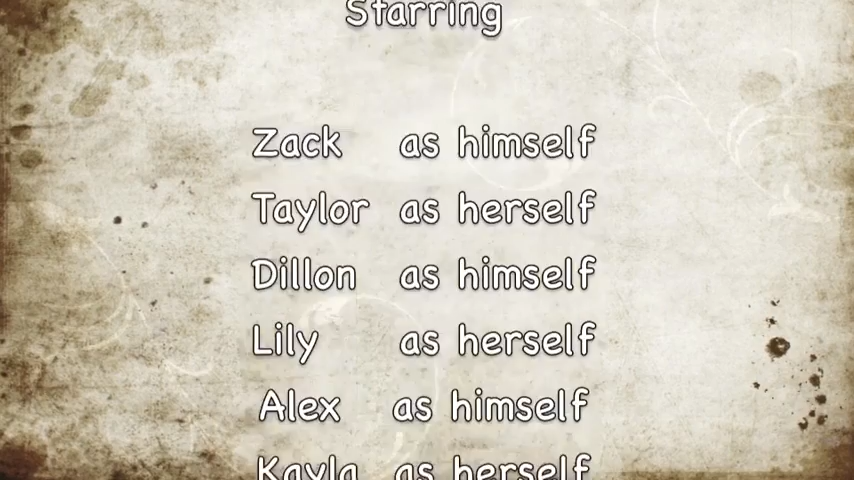 Starring
Zack as himself
Taylor as herself
Dillon as himself
Lily as herself
Alex as himself
Kayla as herself